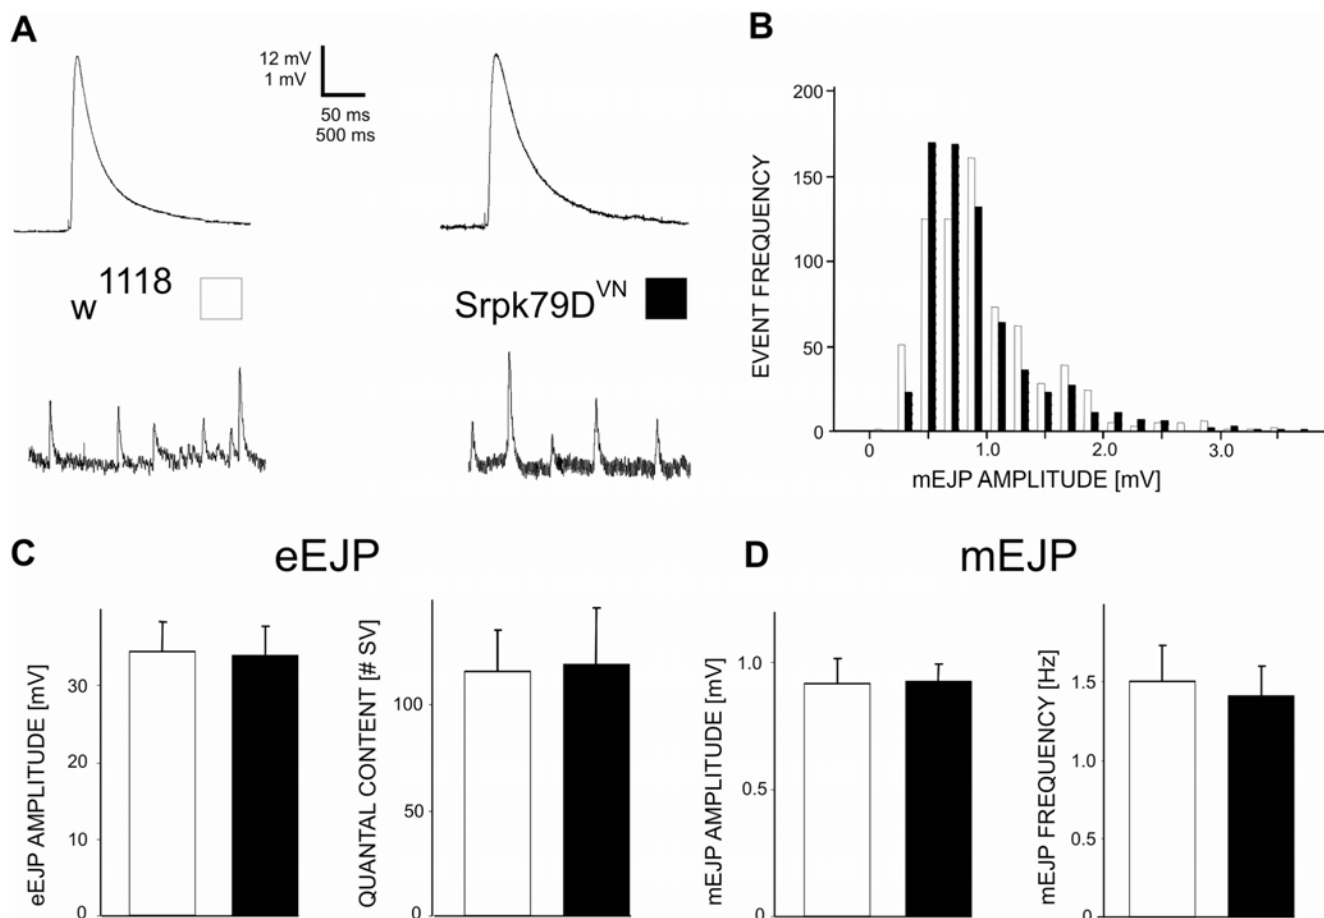 A
12 mV
1 mV
50 ms
500 ms
w1118
Srpk79DVN
B
EVENT FREQUENCY
200
150
100
50
0
0 1.0 2.0 3.0
mEJP AMPLITUDE [mV]
C
eEJP
eEJP AMPLITUDE [mV]
30
20
10
0
QUANTAL CONTENT [# SV]
100
50
0
D
mEJP
mEJP AMPLITUDE [mV]
1.0
0.5
0.0
mEJP FREQUENCY [Hz]
1.5
1.0
0.5
0.0